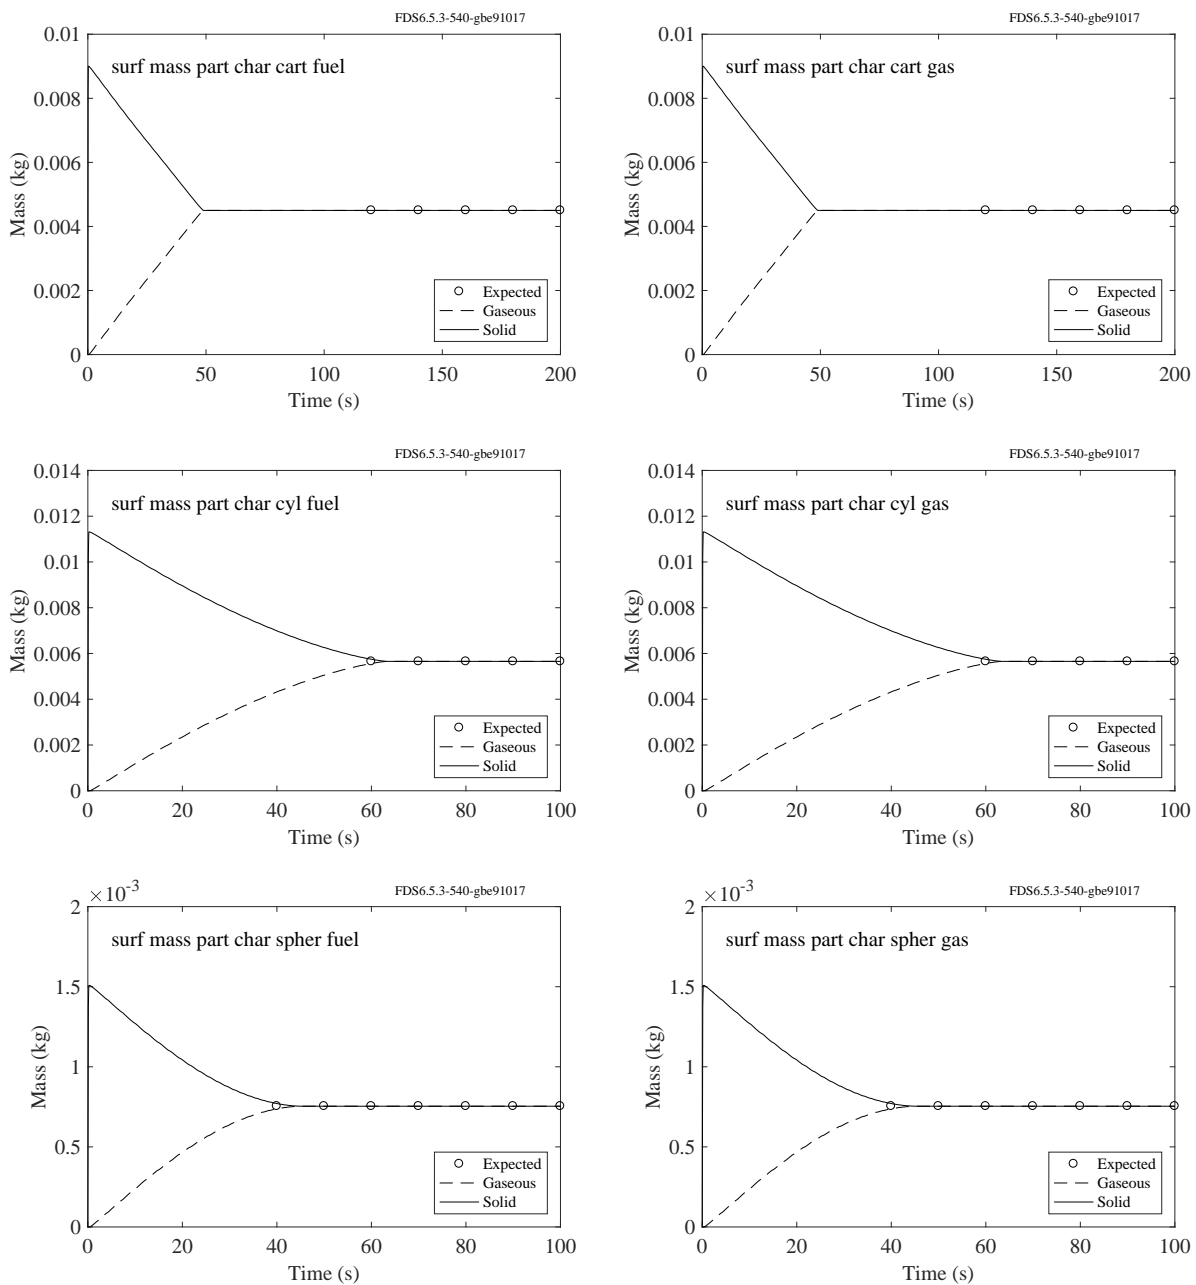 FDS6.5.3-540-gbe91017
surf mass part char cart fuel
0.01
0.008
0.006
0.004
0.002
0
Mass (kg)
Expected
Gaseous
Solid
0 50 100 150 200
Time (s)
FDS6.5.3-540-gbe91017
surf mass part char cart gas
0.01
0.008
0.006
0.004
0.002
0
Mass (kg)
Expected
Gaseous
Solid
0 50 100 150 200
Time (s)
FDS6.5.3-540-gbe91017
surf mass part char cyl fuel
0.014
0.012
0.01
0.008
0.006
0.004
0.002
0
Mass (kg)
Expected
Gaseous
Solid
0 20 40 60 80 100
Time (s)
FDS6.5.3-540-gbe91017
surf mass part char cyl gas
0.014
0.012
0.01
0.008
0.006
0.004
0.002
0
Mass (kg)
Expected
Gaseous
Solid
0 20 40 60 80 100
Time (s)
×10-3
FDS6.5.3-540-gbe91017
surf mass part char spher fuel
2
1.5
1
0.5
0
Mass (kg)
Expected
Gaseous
Solid
0 20 40 60 80 100
Time (s)
×10-3
FDS6.5.3-540-gbe91017
surf mass part char spher gas
2
1.5
1
0.5
0
Mass (kg)
Expected
Gaseous
Solid
0 20 40 60 80 100
Time (s)